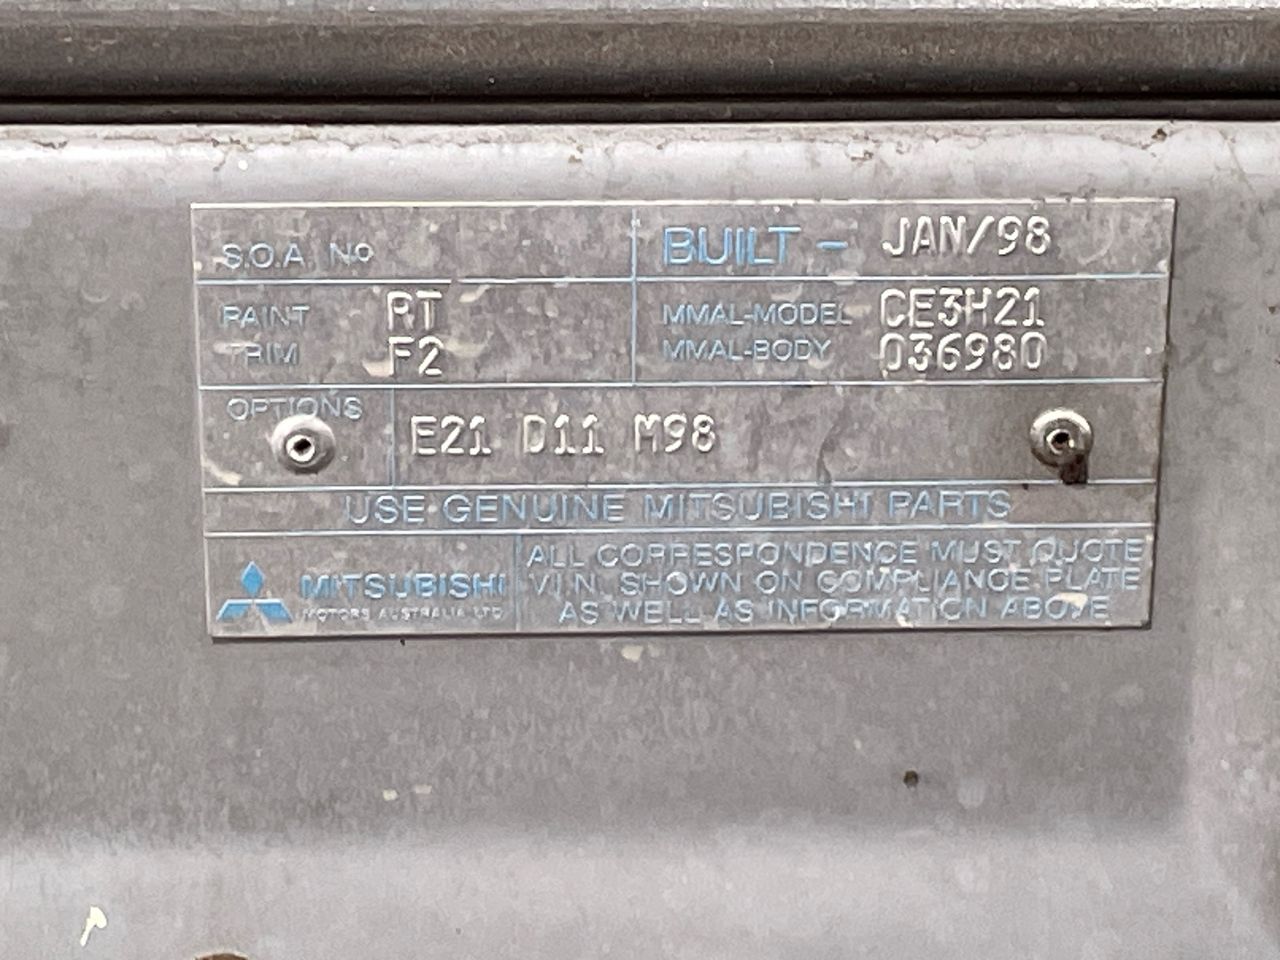 S.O.A. No
BUILT - JAN/98
PAINT RT
TRIM F2
MMAL-MODEL CE3H21
MMAL-BODY 036980
OPTIONS E21 D11 M98
USE GENUINE MITSUBISHI PARTS
MITSUBISHI
MOTORS AUSTRALIA LTD
ALL CORRESPONDENCE MUST QUOTE
V.I.N. SHOWN ON COMPLIANCE PLATE
AS WELL AS INFORMATION ABOVE